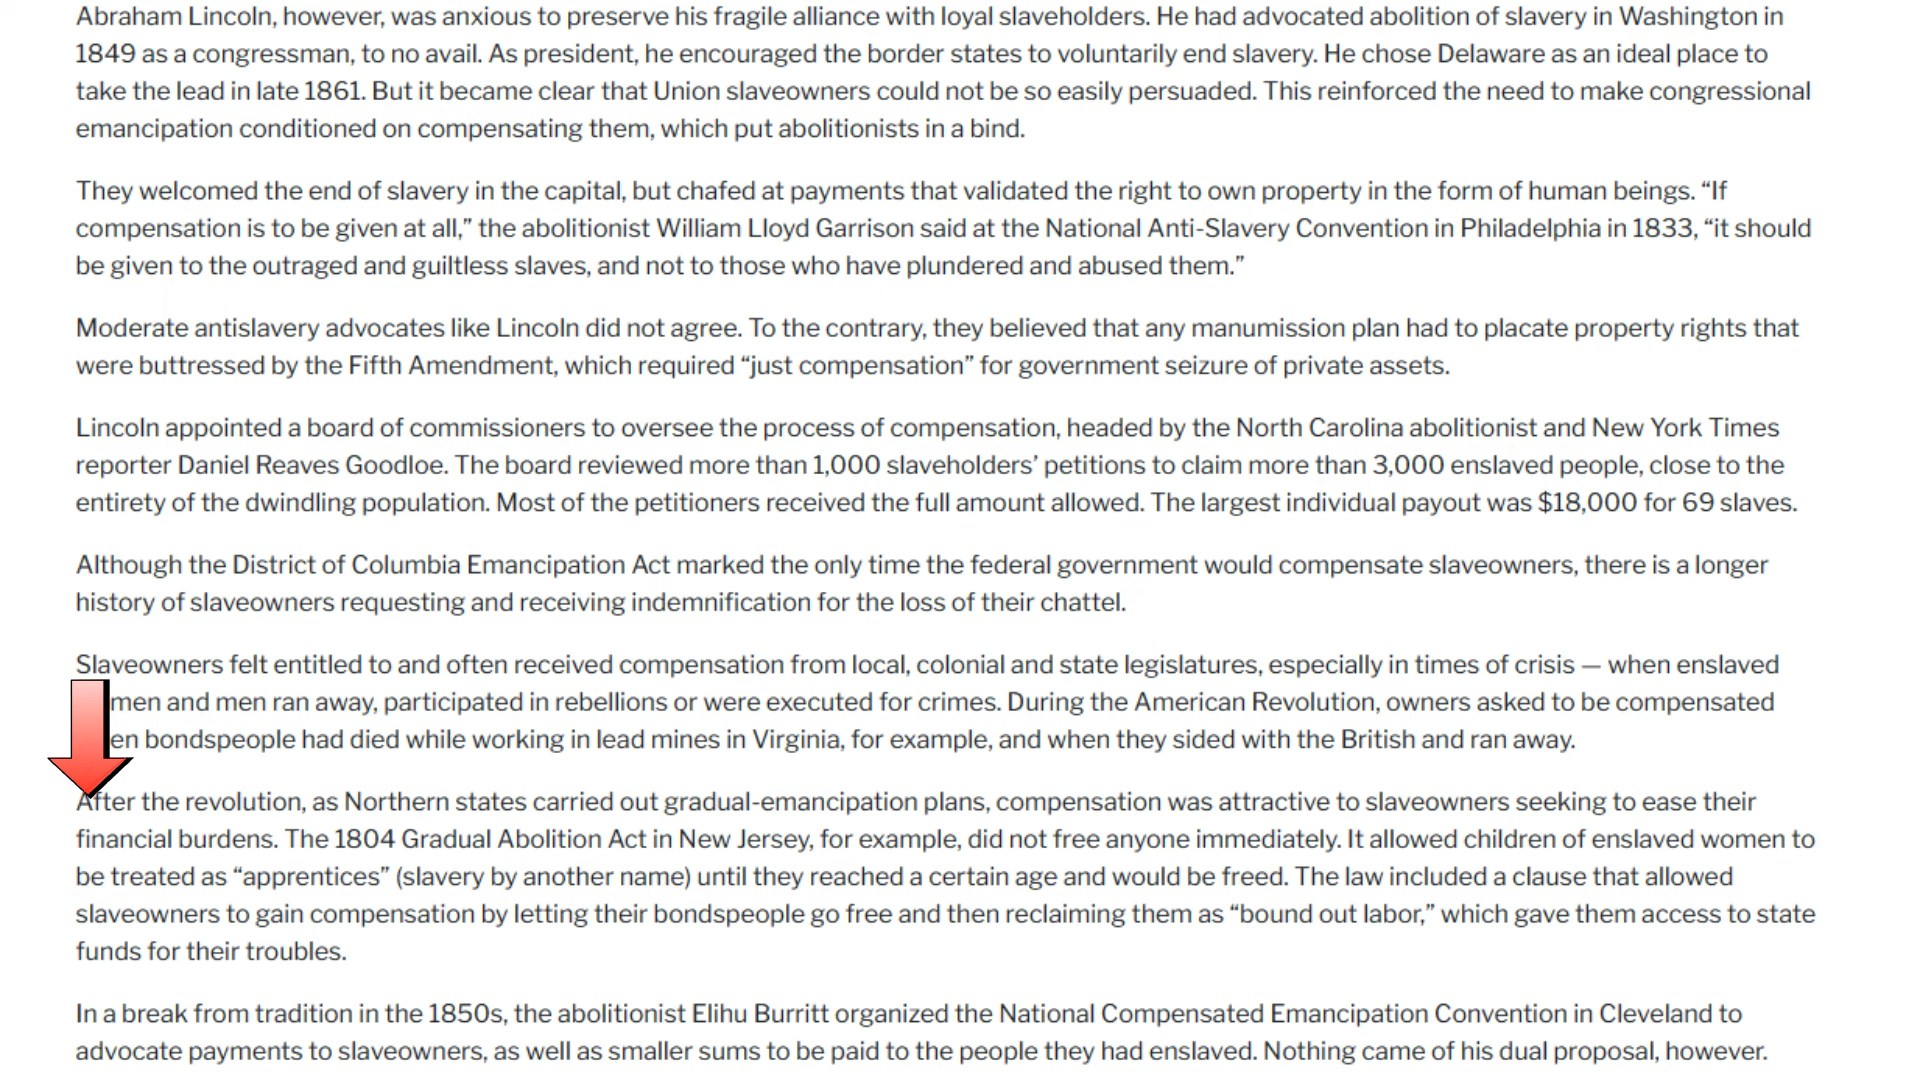 Abraham Lincoln, however, was anxious to preserve his fragile alliance with loyal slaveholders. He had advocated abolition of slavery in Washington in
1849 as a congressman, to no avail. As president, he encouraged the border states to voluntarily end slavery. He chose Delaware as an ideal place to
take the lead in late 1861. But it became clear that Union slaveowners could not be so easily persuaded. This reinforced the need to make congressional
emancipation conditioned on compensating them, which put abolitionists in a bind.
They welcomed the end of slavery in the capital, but chafed at payments that validated the right to own property in the form of human beings. “If
compensation is to be given at all,” the abolitionist William Lloyd Garrison said at the National Anti-Slavery Convention in Philadelphia in 1833, “it should
be given to the outraged and guiltless slaves, and not to those who have plundered and abused them.”
Moderate antislavery advocates like Lincoln did not agree. To the contrary, they believed that any manumission plan had to placate property rights that
were buttressed by the Fifth Amendment, which required “just compensation” for government seizure of private assets.
Lincoln appointed a board of commissioners to oversee the process of compensation, headed by the North Carolina abolitionist and New York Times
reporter Daniel Reaves Goodloe. The board reviewed more than 1,000 slaveholders’ petitions to claim more than 3,000 enslaved people, close to the
entirety of the dwindling population. Most of the petitioners received the full amount allowed. The largest individual payout was $18,000 for 69 slaves.
Although the District of Columbia Emancipation Act marked the only time the federal government would compensate slaveowners, there is a longer
history of slaveowners requesting and receiving indemnification for the loss of their chattel.
Slaveowners felt entitled to and often received compensation from local, colonial and state legislatures, especially in times of crisis — when enslaved
men and men ran away, participated in rebellions or were executed for crimes. During the American Revolution, owners asked to be compensated
en bondspeople had died while working in lead mines in Virginia, for example, and when they sided with the British and ran away.
After the revolution, as Northern states carried out gradual-emancipation plans, compensation was attractive to slaveowners seeking to ease their
financial burdens. The 1804 Gradual Abolition Act in New Jersey, for example, did not free anyone immediately. It allowed children of enslaved women to
be treated as “apprentices” (slavery by another name) until they reached a certain age and would be freed. The law included a clause that allowed
slaveowners to gain compensation by letting their bondspeople go free and then reclaiming them as “bound out labor,” which gave them access to state
funds for their troubles.
In a break from tradition in the 1850s, the abolitionist Elihu Burritt organized the National Compensated Emancipation Convention in Cleveland to
advocate payments to slaveowners, as well as smaller sums to be paid to the people they had enslaved. Nothing came of his dual proposal, however.